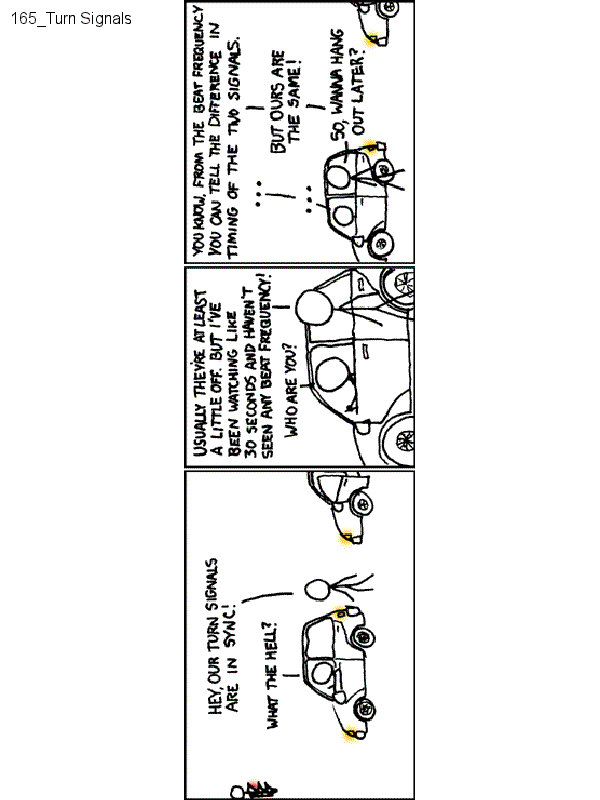 165_Turn Signals
HEY, OUR TURN SIGNALS
ARE IN SYNC!
WHAT THE HELL?
USUALLY THEY'RE AT LEAST
A LITTLE OFF. BUT I'VE
BEEN WATCHING LIKE
30 SECONDS AND HAVEN'T
SEEN ANY BEAT FREQUENCY!
WHO ARE YOU?
YOU KNOW, FROM THE BEAT FREQUENCY
YOU CAN TELL THE DIFFERENCE IN
TIMING OF THE TWO SIGNALS.
...
BUT OURS ARE
THE SAME!
...
SO, WANNA HANG
OUT LATER?